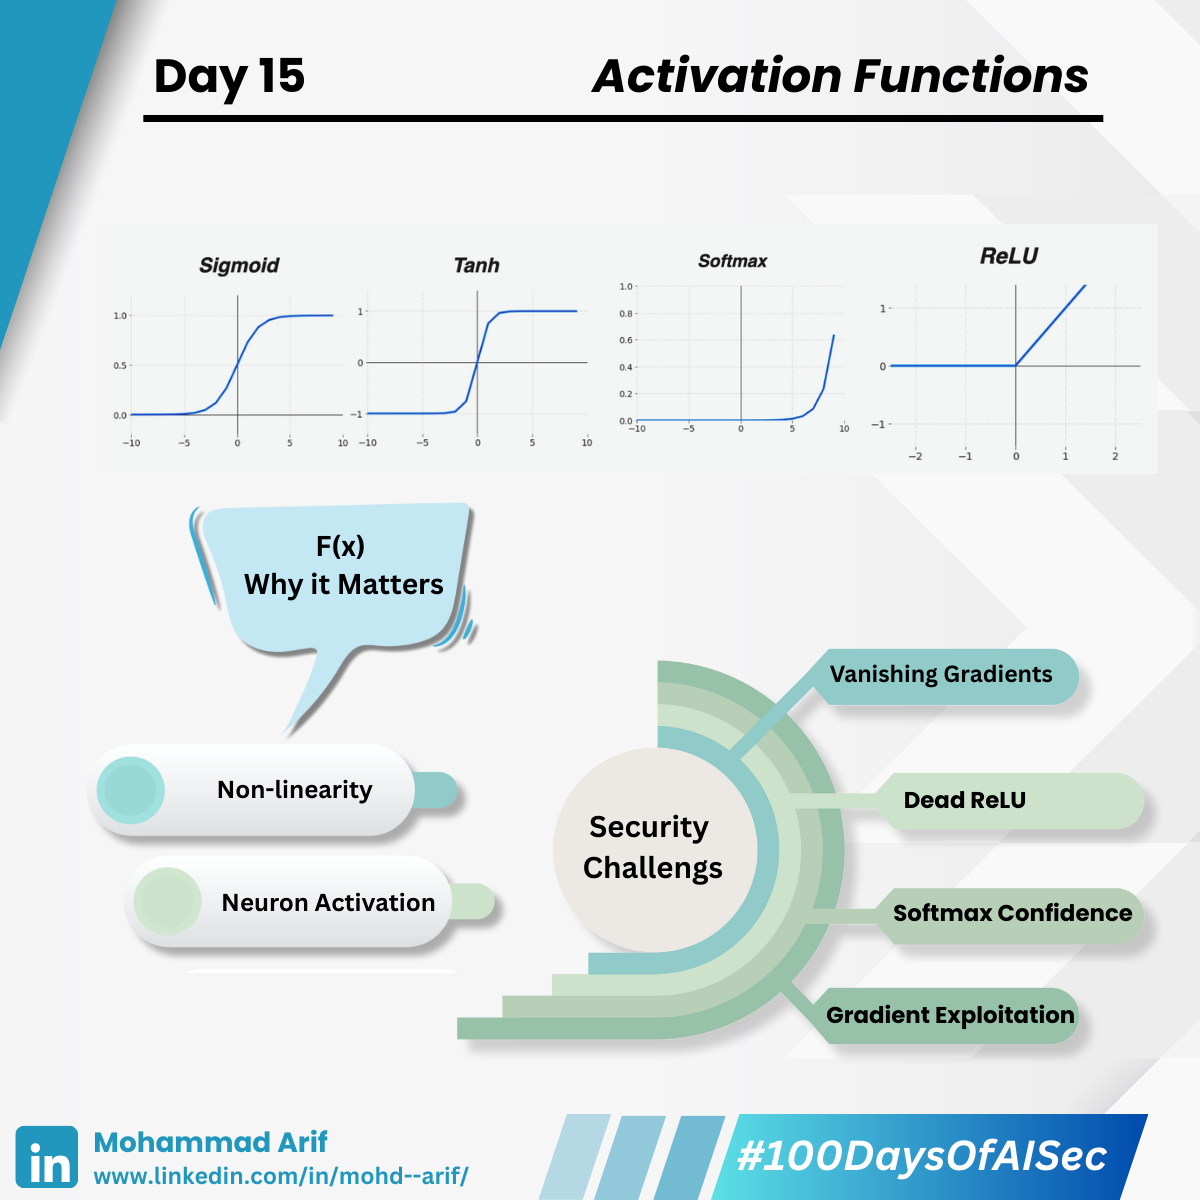 Day 15
Activation Functions
Sigmoid
1.0
0.5
0.0
−10 −5 0 5 10
Tanh
1
0
−1
−10 −5 0 5 10
Softmax
1.0
0.8
0.6
0.4
0.2
0.0
−10 −5 0 5 10
ReLU
1
0
−1
−2 −1 0 1 2
F(x)
Why it Matters
Non-linearity
Neuron Activation
Security
Challengs
Vanishing Gradients
Dead ReLU
Softmax Confidence
Gradient Exploitation
in
Mohammad Arif
www.linkedin.com/in/mohd--arif/
#100DaysOfAISec